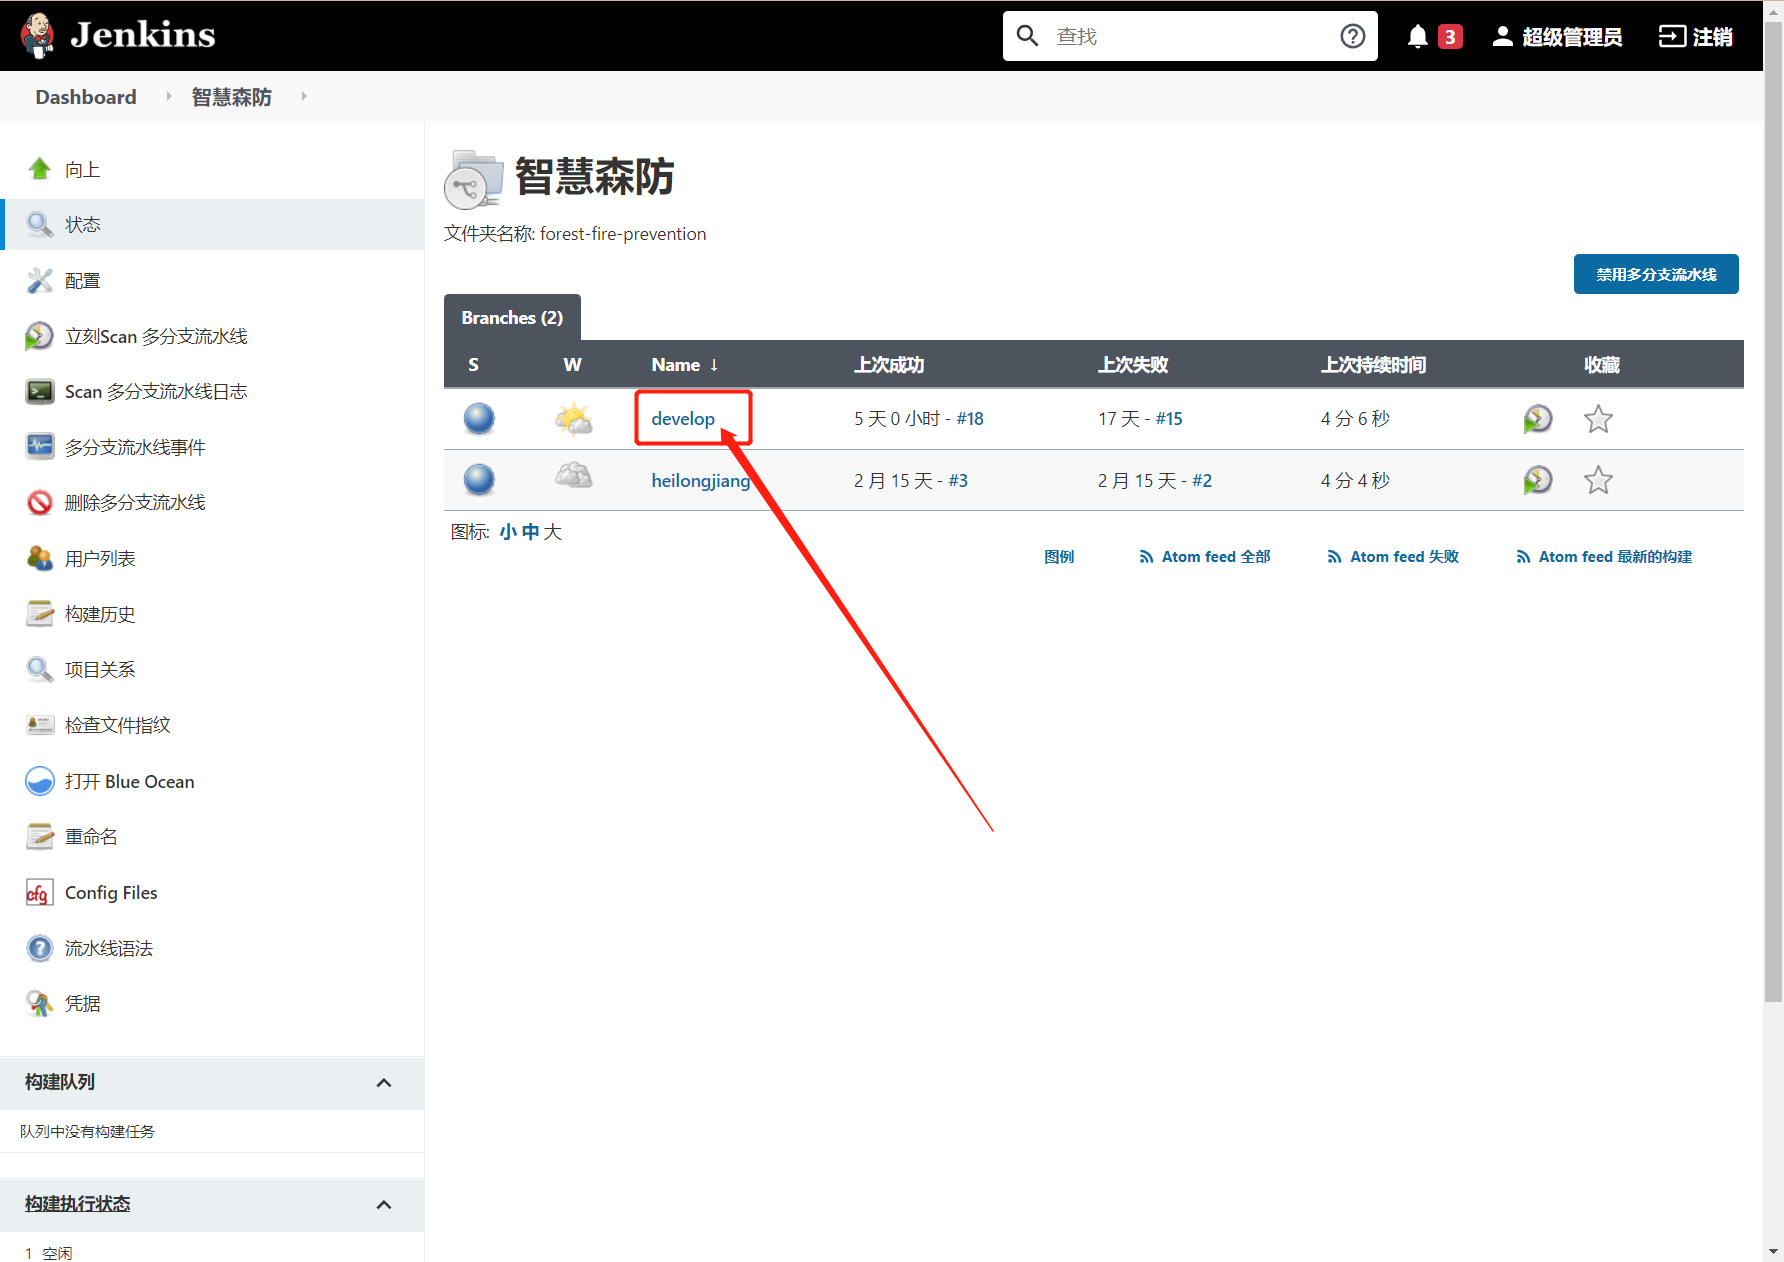 Jenkins
查找
3
超级管理员
注销
Dashboard
智慧森防
向上
状态
配置
立刻Scan 多分支流水线
Scan 多分支流水线日志
多分支流水线事件
删除多分支流水线
用户列表
构建历史
项目关系
检查文件指纹
打开 Blue Ocean
重命名
cfg Config Files
流水线语法
凭据
构建队列
队列中没有构建任务
构建执行状态
1 空闲
智慧森防
文件夹名称: forest-fire-prevention
禁用多分支流水线
Branches (2)
S W Name ↓ 上次成功 上次失败 上次持续时间 收藏
develop 5 天 0 小时 - #18 17 天 - #15 4 分 6 秒
heilongjiang 2 月 15 天 - #3 2 月 15 天 - #2 4 分 4 秒
图标: 小 中 大
图例 Atom feed 全部 Atom feed 失败 Atom feed 最新的构建